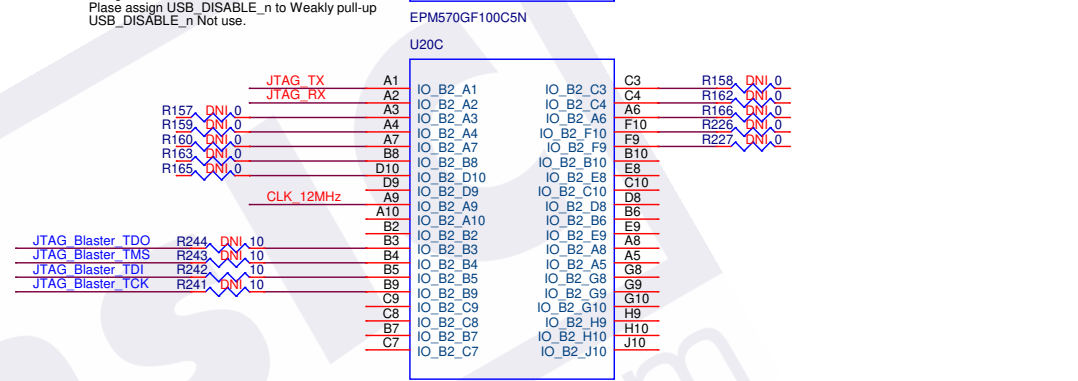 Plase assign USB_DISABLE_n to Weakly pull-up
USB_DISABLE_n Not use.
EPM570GF100C5N
U20C
JTAG_TX A1 IO_B2_A1 IO_B2_C3 C3 R158 DNI 0
JTAG_RX A2 IO_B2_A2 IO_B2_C4 C4 R162 DNI 0
R157 DNI 0 A3 IO_B2_A3 IO_B2_A6 A6 R166 DNI 0
R159 DNI 0 A4 IO_B2_A4 IO_B2_F10 F10 R226 DNI 0
R160 DNI 0 A7 IO_B2_A7 IO_B2_F9 F9 R227 DNI 0
R163 DNI 0 B8 IO_B2_B8 IO_B2_B10 B10
R165 DNI 0 D10 IO_B2_D10 IO_B2_E8 E8
D9 IO_B2_D9 IO_B2_C10 C10
CLK_12MHz A9 IO_B2_A9 IO_B2_D8 D8
A10 IO_B2_A10 IO_B2_B6 B6
B2 IO_B2_B2 IO_B2_E9 E9
JTAG_Blaster_TDO R244 DNI 10 B3 IO_B2_B3 IO_B2_A8 A8
JTAG_Blaster_TMS R243 DNI 10 B4 IO_B2_B4 IO_B2_A5 A5
JTAG_Blaster_TDI R242 10 B5 IO_B2_B5 IO_B2_G8 G8
JTAG_Blaster_TCK R241 DNI 10 B9 IO_B2_B9 IO_B2_G9 G9
C9 IO_B2_C9 IO_B2_G10 G10
C8 IO_B2_C8 IO_B2_H9 H9
B7 IO_B2_B7 IO_B2_H10 H10
C7 IO_B2_C7 IO_B2_J10 J10